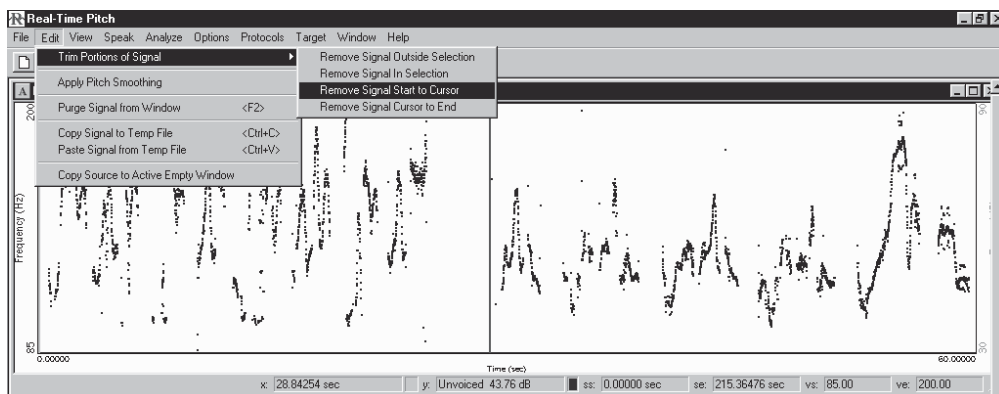 Real-Time Pitch
File Edit View Speak Analyze Options Protocols Target Window Help
Trim Portions of Signal
Apply Pitch Smoothing
Purge Signal from Window <F2>
Copy Signal to Temp File <Ctrl+C>
Paste Signal from Temp File <Ctrl+V>
Copy Source to Active Empty Window
Remove Signal Outside Selection
Remove Signal In Selection
Remove Signal Start to Cursor
Remove Signal Cursor to End
A
200
90
Frequency (Hz)
85
30
0.00000
60.00000
Time (sec)
x: 28.84254 sec y: Unvoiced 43.76 dB ss: 0.00000 sec se: 215.36476 sec vs: 85.00 ve: 200.00